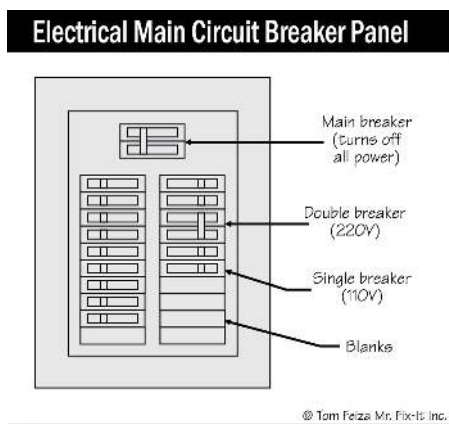 Electrical Main Circuit Breaker Panel
Main breaker
(turns off
all power)
Double breaker
(220V)
Single breaker
(110V)
Blanks
© Tom Feiza Mr. Fix-It Inc.